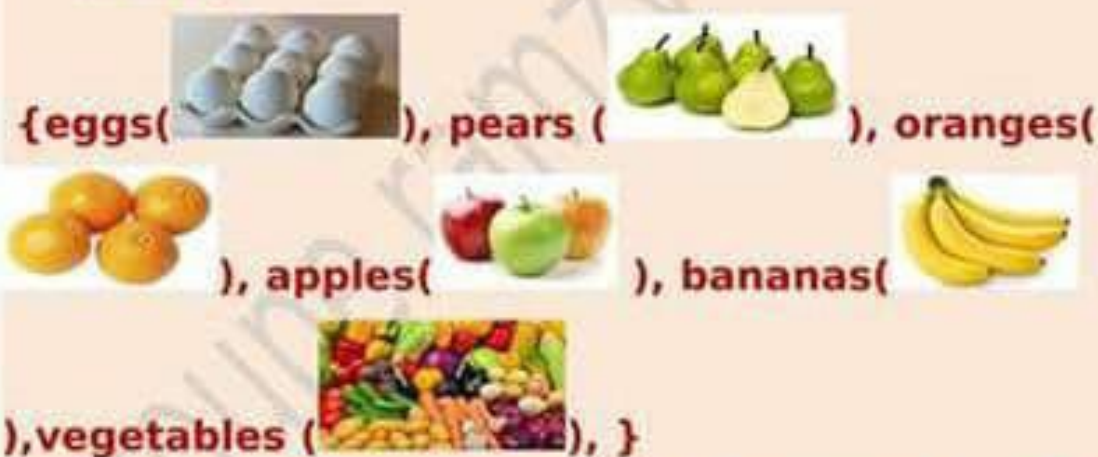 {eggs( ), pears ( ), oranges(
), apples( ), bananas(
),vegetables ( ), }